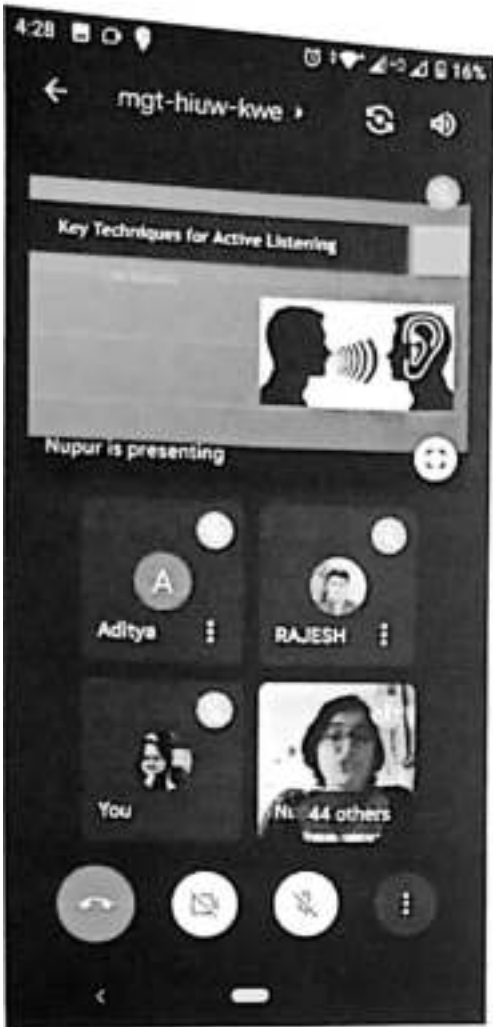 4:28
16%
mgt-hiuw-kwe
Key Techniques for Active Listening
Nupur is presenting
A
Aditya
RAJESH
You
44 others